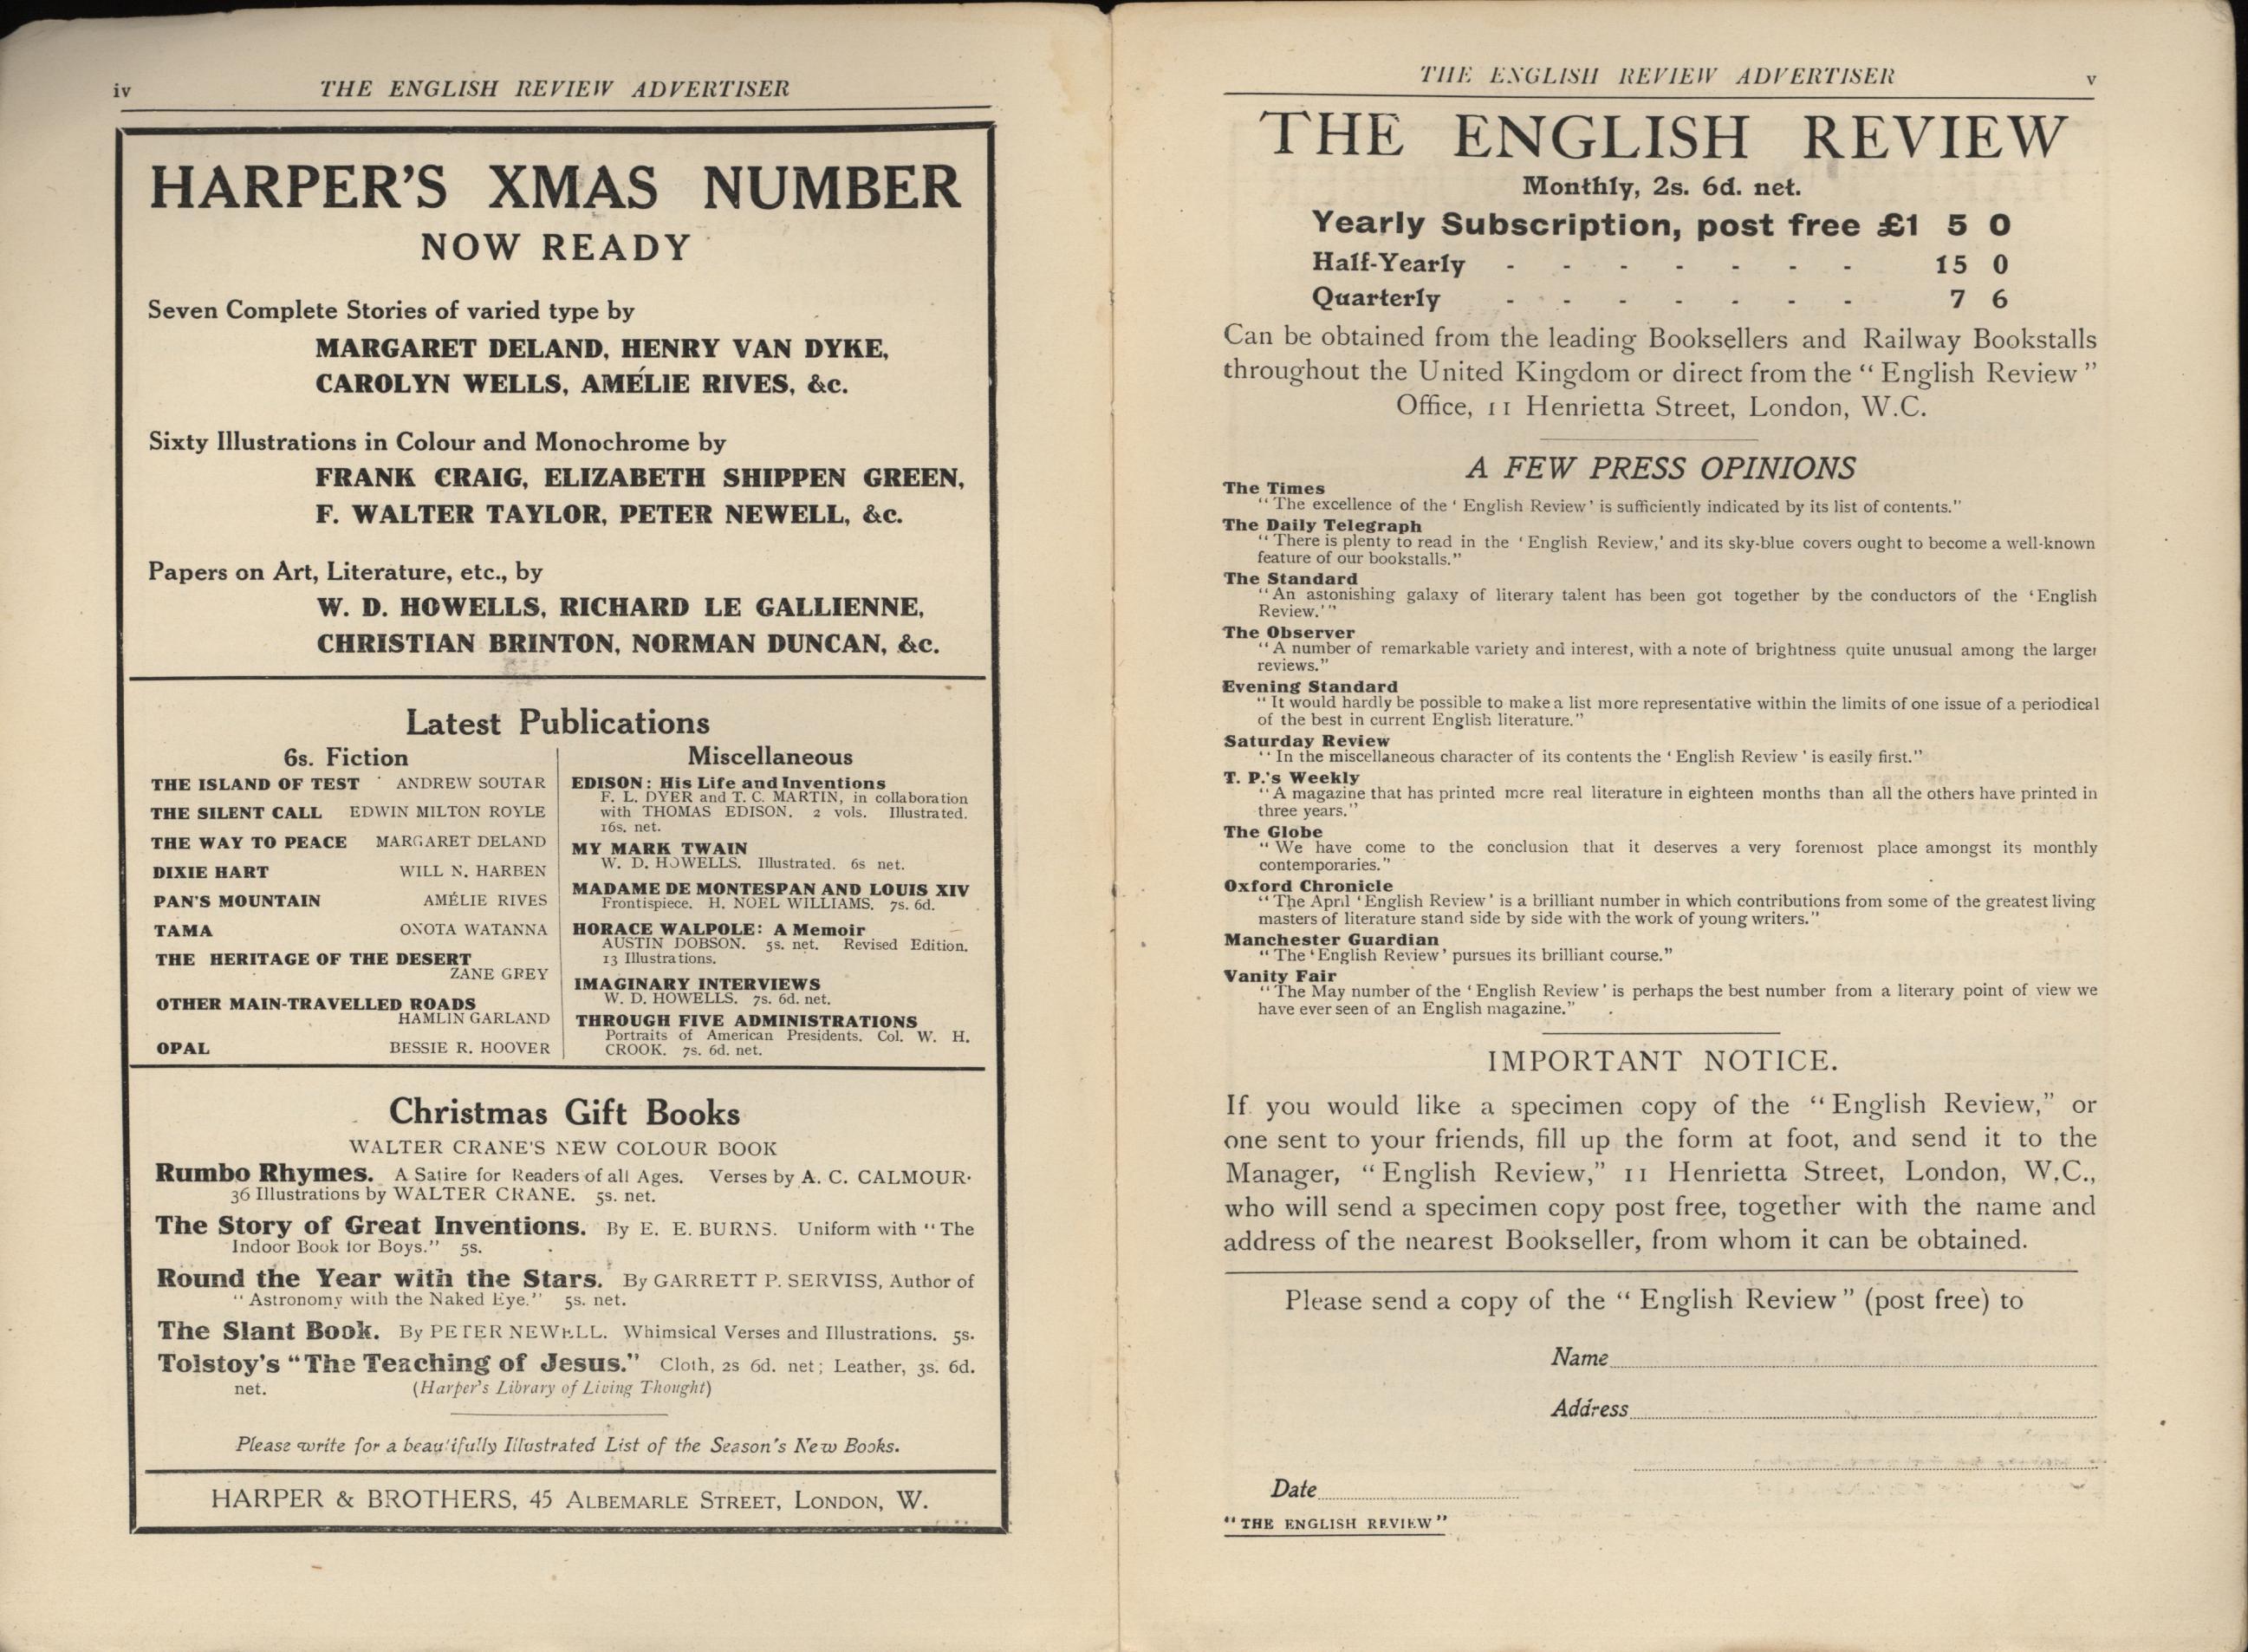 iv
THE ENGLISH REVIEW ADVERTISER
HARPER'S XMAS NUMBER
NOW READY
Seven Complete Stories of varied type by
MARGARET DELAND, HENRY VAN DYKE,
CAROLYN WELLS, AMÉLIE RIVES, &c.
Sixty Illustrations in Colour and Monochrome by
FRANK CRAIG, ELIZABETH SHIPPEN GREEN,
F. WALTER TAYLOR, PETER NEWELL, &c.
Papers on Art, Literature, etc., by
W. D. HOWELLS, RICHARD LE GALLIENNE,
CHRISTIAN BRINTON, NORMAN DUNCAN, &c.
Latest Publications
6s. Fiction
THE ISLAND OF TEST ANDREW SOUTAR
THE SILENT CALL EDWIN MILTON ROYLE
THE WAY TO PEACE MARGARET DELAND
DIXIE HART WILL N. HARBEN
PAN'S MOUNTAIN AMÉLIE RIVES
TAMA ONOTA WATANNA
THE HERITAGE OF THE DESERT
ZANE GREY
OTHER MAIN-TRAVELLED ROADS
HAMLIN GARLAND
OPAL BESSIE R. HOOVER
Miscellaneous
EDISON: His Life and Inventions
F. L. DYER and T. C. MARTIN, in collaboration
with THOMAS EDISON. 2 vols. Illustrated.
16s. net.
MY MARK TWAIN
W. D. HOWELLS. Illustrated. 6s net.
MADAME DE MONTESPAN AND LOUIS XIV
Frontispiece. H. NOEL WILLIAMS. 7s. 6d.
HORACE WALPOLE: A Memoir
AUSTIN DOBSON. 5s. net. Revised Edition.
13 Illustrations.
IMAGINARY INTERVIEWS
W. D. HOWELLS. 7s. 6d. net.
THROUGH FIVE ADMINISTRATIONS
Portraits of American Presidents. Col. W. H.
CROOK. 7s. 6d. net.
Christmas Gift Books
WALTER CRANE'S NEW COLOUR BOOK
Rumbo Rhymes. A Satire for Readers of all Ages. Verses by A. C. CALMOUR.
36 Illustrations by WALTER CRANE. 5s. net.
The Story of Great Inventions. By E. E. BURNS. Uniform with "The
Indoor Book for Boys." 5s.
Round the Year with the Stars. By GARRETT P. SERVISS, Author of
"Astronomy with the Naked Eye." 5s. net.
The Slant Book. By PETER NEWELL. Whimsical Verses and Illustrations. 5s.
Tolstoy's "The Teaching of Jesus." Cloth, 2s 6d. net; Leather, 3s. 6d.
net. (Harper's Library of Living Thought)
Please write for a beautifully Illustrated List of the Season's New Books.
HARPER & BROTHERS, 45 ALBEMARLE STREET, LONDON, W.
THE ENGLISH REVIEW ADVERTISER
v
THE ENGLISH REVIEW
Monthly, 2s. 6d. net.
Yearly Subscription, post free £1 5 0
Half-Yearly - - - - - - - 15 0
Quarterly - - - - - - - 7 6
Can be obtained from the leading Booksellers and Railway Bookstalls
throughout the United Kingdom or direct from the "English Review"
Office, 11 Henrietta Street, London, W.C.
A FEW PRESS OPINIONS
The Times
"The excellence of the 'English Review' is sufficiently indicated by its list of contents."
The Daily Telegraph
"There is plenty to read in the 'English Review,' and its sky-blue covers ought to become a well-known
feature of our bookstalls."
The Standard
"An astonishing galaxy of literary talent has been got together by the conductors of the 'English
Review.'"
The Observer
"A number of remarkable variety and interest, with a note of brightness quite unusual among the larger
reviews."
Evening Standard
"It would hardly be possible to make a list more representative within the limits of one issue of a periodical
of the best in current English literature."
Saturday Review
"In the miscellaneous character of its contents the 'English Review' is easily first."
T. P.'s Weekly
"A magazine that has printed more real literature in eighteen months than all the others have printed in
three years."
The Globe
"We have come to the conclusion that it deserves a very foremost place amongst its monthly
contemporaries."
Oxford Chronicle
"The April 'English Review' is a brilliant number in which contributions from some of the greatest living
masters of literature stand side by side with the work of young writers."
Manchester Guardian
"The 'English Review' pursues its brilliant course."
Vanity Fair
"The May number of the 'English Review' is perhaps the best number from a literary point of view we
have ever seen of an English magazine."
IMPORTANT NOTICE.
If you would like a specimen copy of the "English Review," or
one sent to your friends, fill up the form at foot, and send it to the
Manager, "English Review," 11 Henrietta Street, London, W.C.,
who will send a specimen copy post free, together with the name and
address of the nearest Bookseller, from whom it can be obtained.
Please send a copy of the "English Review" (post free) to
Name
Address
Date
"THE ENGLISH REVIEW"